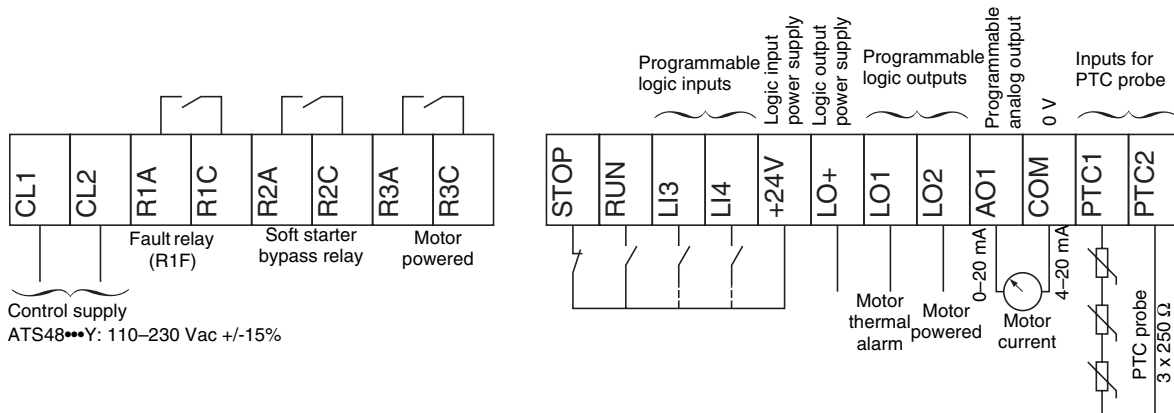 Programmable
logic inputs
Logic input
power supply
Logic output
power supply
Programmable
logic outputs
Programmable
analog output
0 V
Inputs for
PTC probe
CL1
CL2
R1A
R1C
R2A
R2C
R3A
R3C
STOP
RUN
LI3
LI4
+24V
LO+
LO1
LO2
AO1
COM
PTC1
PTC2
Fault relay
(R1F)
Soft starter
bypass relay
Motor
powered
Control supply
ATS48•••Y: 110–230 Vac +/-15%
Motor
thermal
alarm
Motor
powered
0–20 mA
4–20 mA
Motor
current
PTC probe
3 x 250 Ω